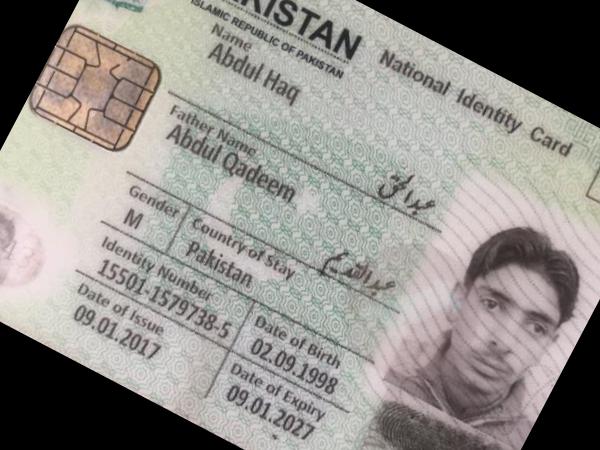 KISTAN National Identity Card
ISLAMIC REPUBLIC OF PAKISTAN
Name
Abdul Haq
عبدالحق
Father Name
Abdul Qadeem
عبدالقدیم
Gender Country of Stay
M Pakistan
Identity Number Date of Birth
15501-1579738-5 02.09.1998
Date of Issue Date of Expiry
09.01.2017 09.01.2027